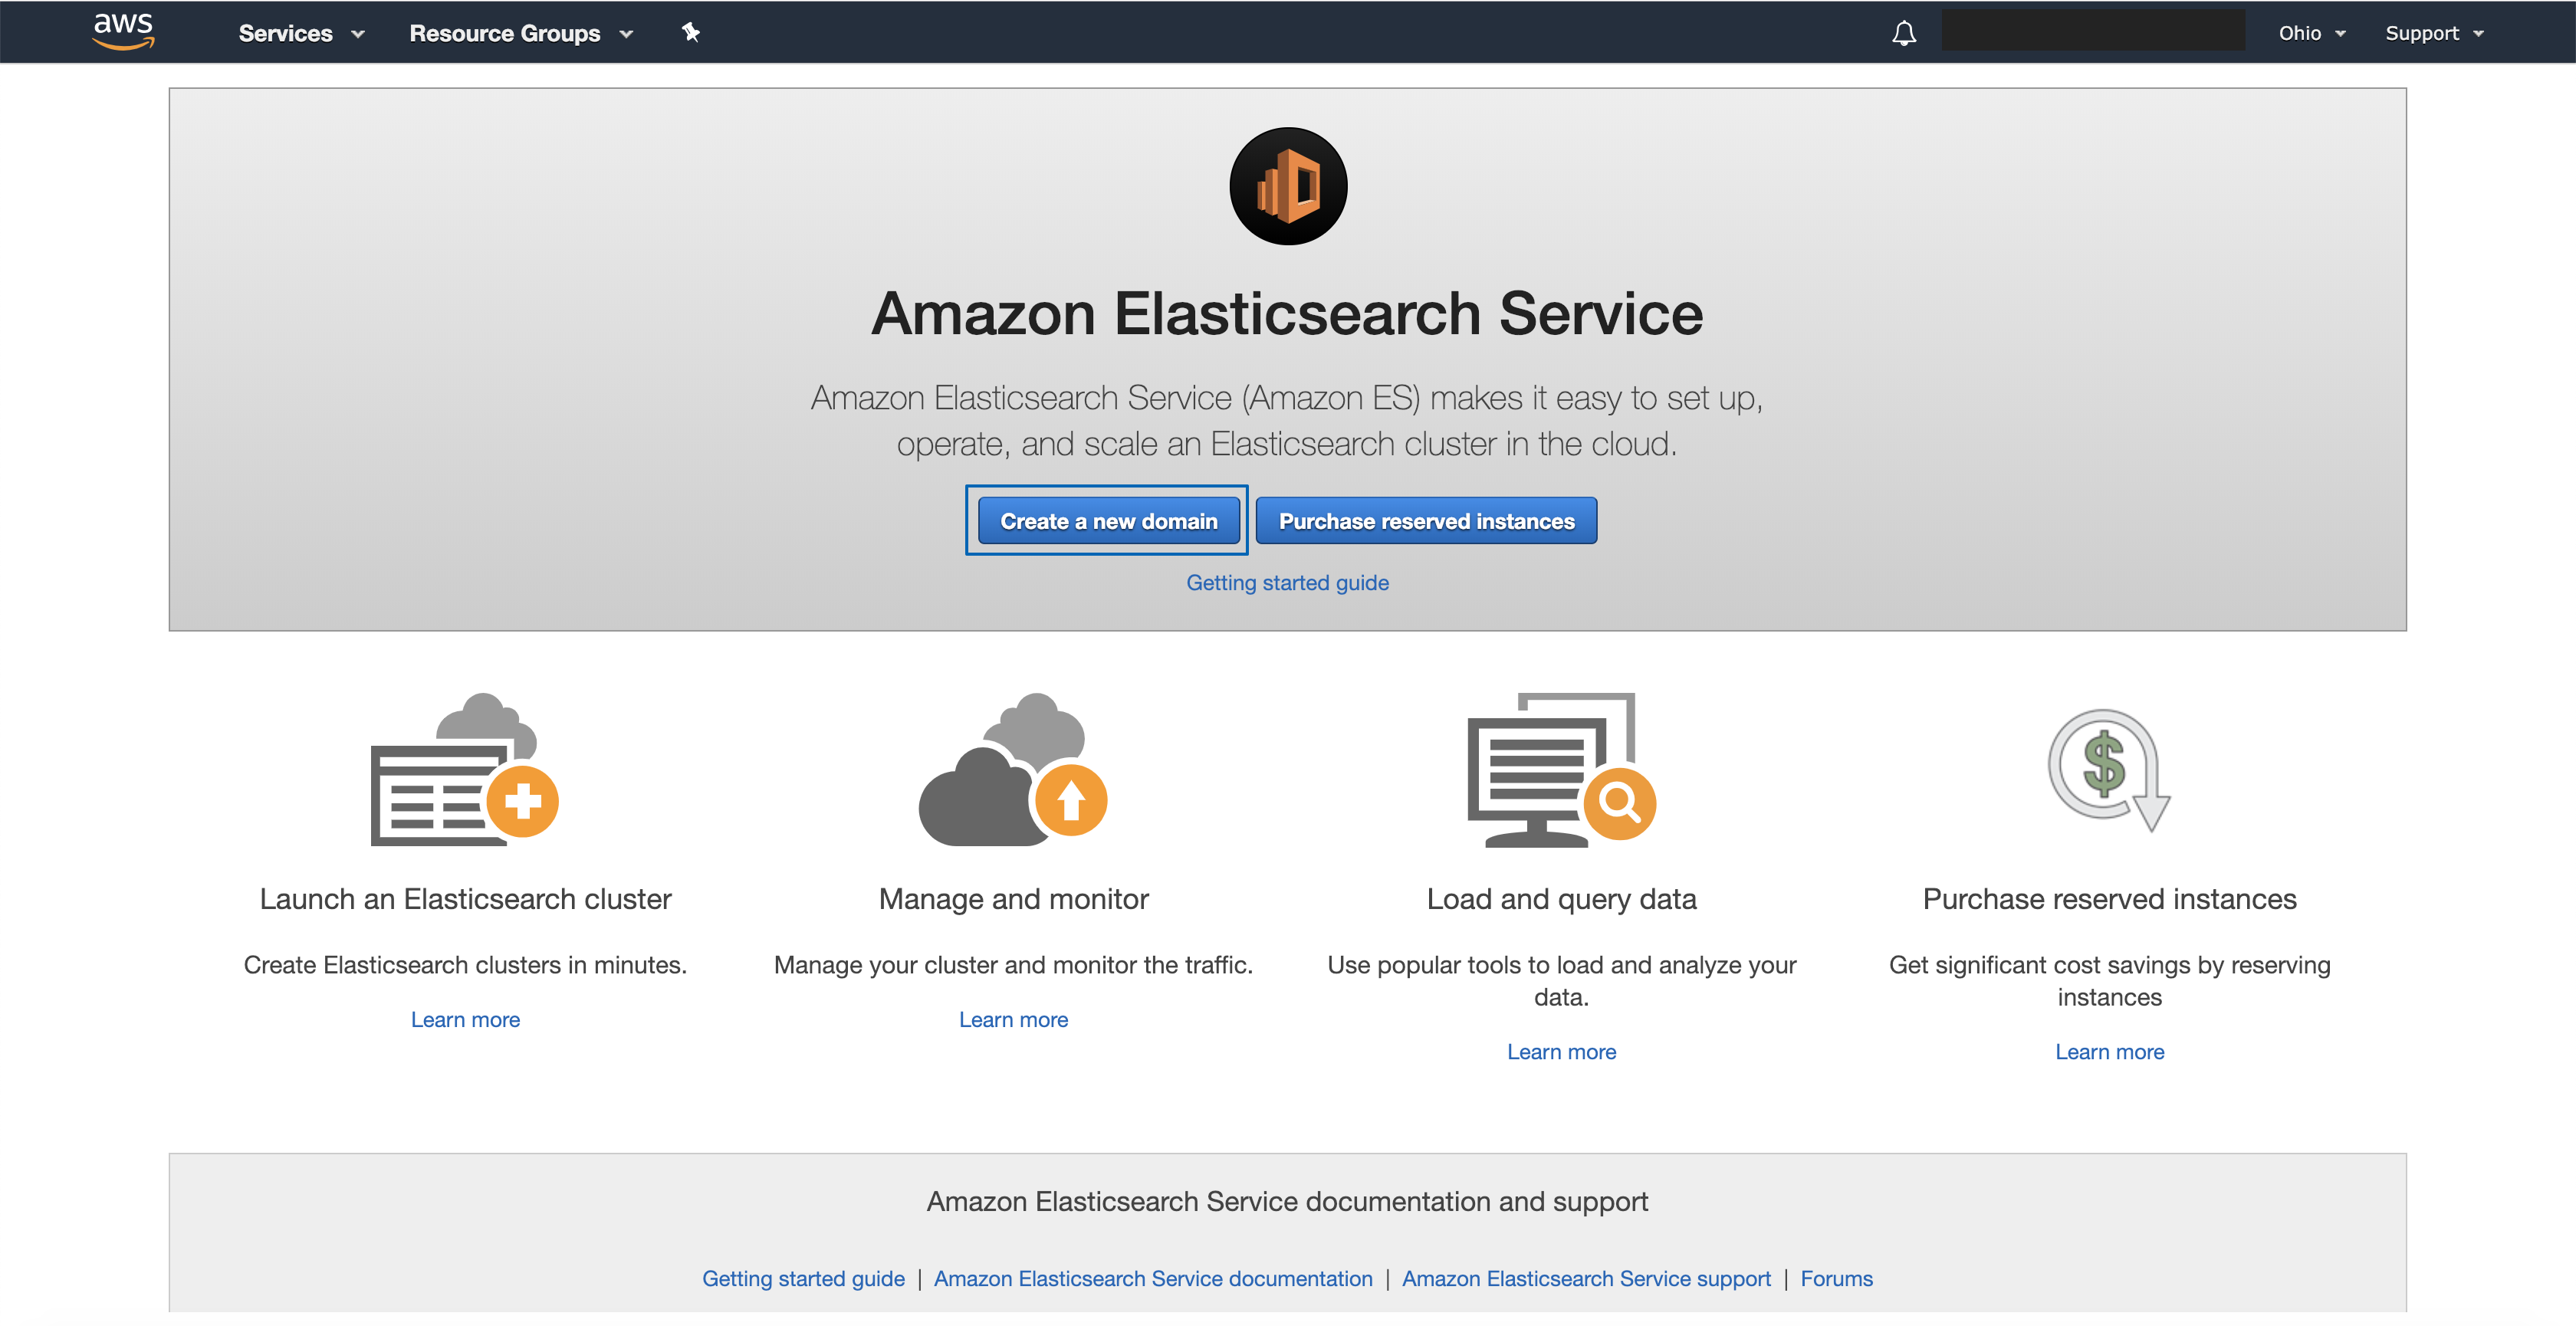 aws Services Resource Groups Ohio Support
Amazon Elasticsearch Service
Amazon Elasticsearch Service (Amazon ES) makes it easy to set up,
operate, and scale an Elasticsearch cluster in the cloud.
Create a new domain Purchase reserved instances
Getting started guide
Launch an Elasticsearch cluster
Create Elasticsearch clusters in minutes.
Learn more
Manage and monitor
Manage your cluster and monitor the traffic.
Learn more
Load and query data
Use popular tools to load and analyze your
data.
Learn more
Purchase reserved instances
Get significant cost savings by reserving
instances
Learn more
Amazon Elasticsearch Service documentation and support
Getting started guide | Amazon Elasticsearch Service documentation | Amazon Elasticsearch Service support | Forums